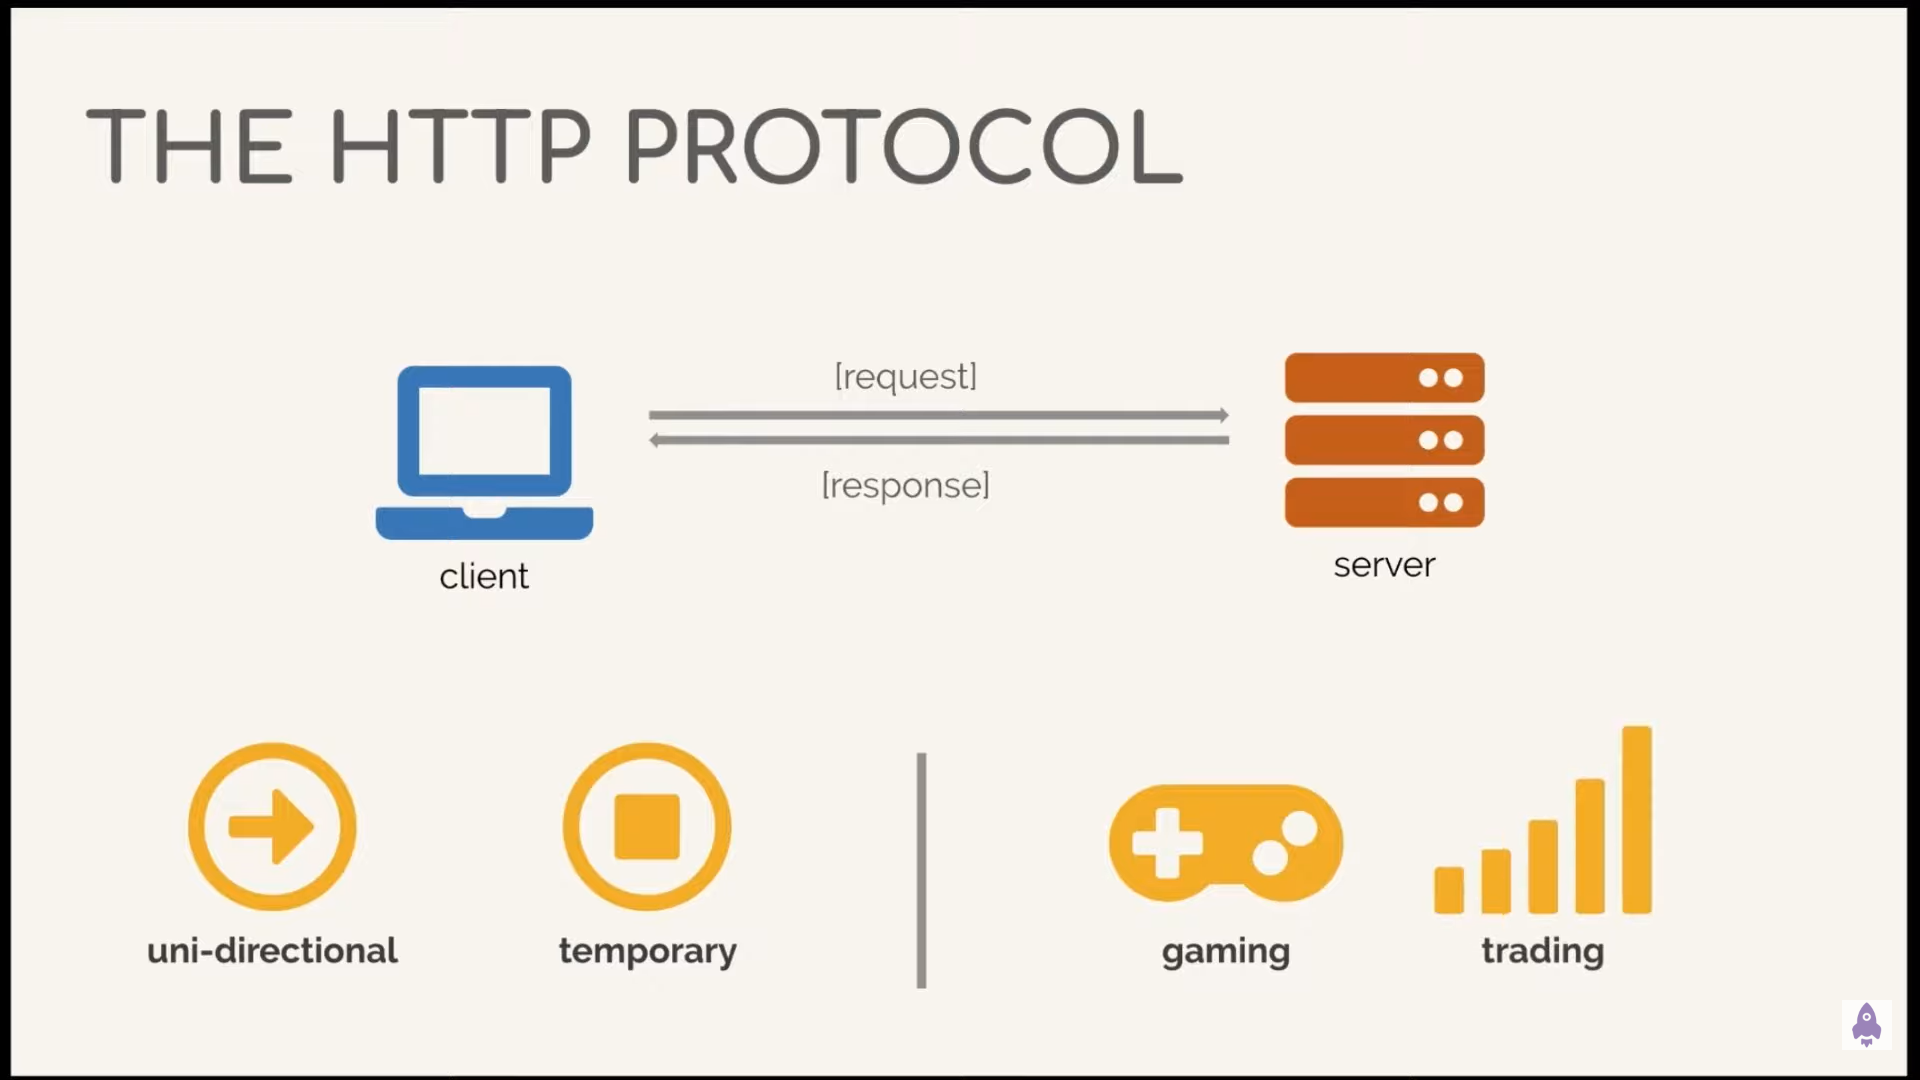 THE HTTP PROTOCOL
[request]
[response]
client
server
uni-directional
temporary
gaming
trading